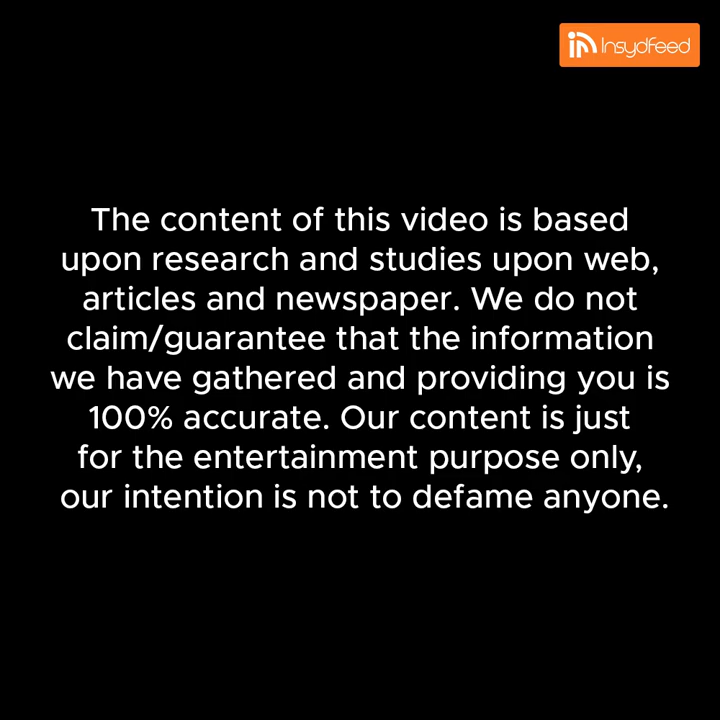 Insydfeed
The content of this video is based
upon research and studies upon web,
articles and newspaper. We do not
claim/guarantee that the information
we have gathered and providing you is
100% accurate. Our content is just
for the entertainment purpose only,
our intention is not to defame anyone.